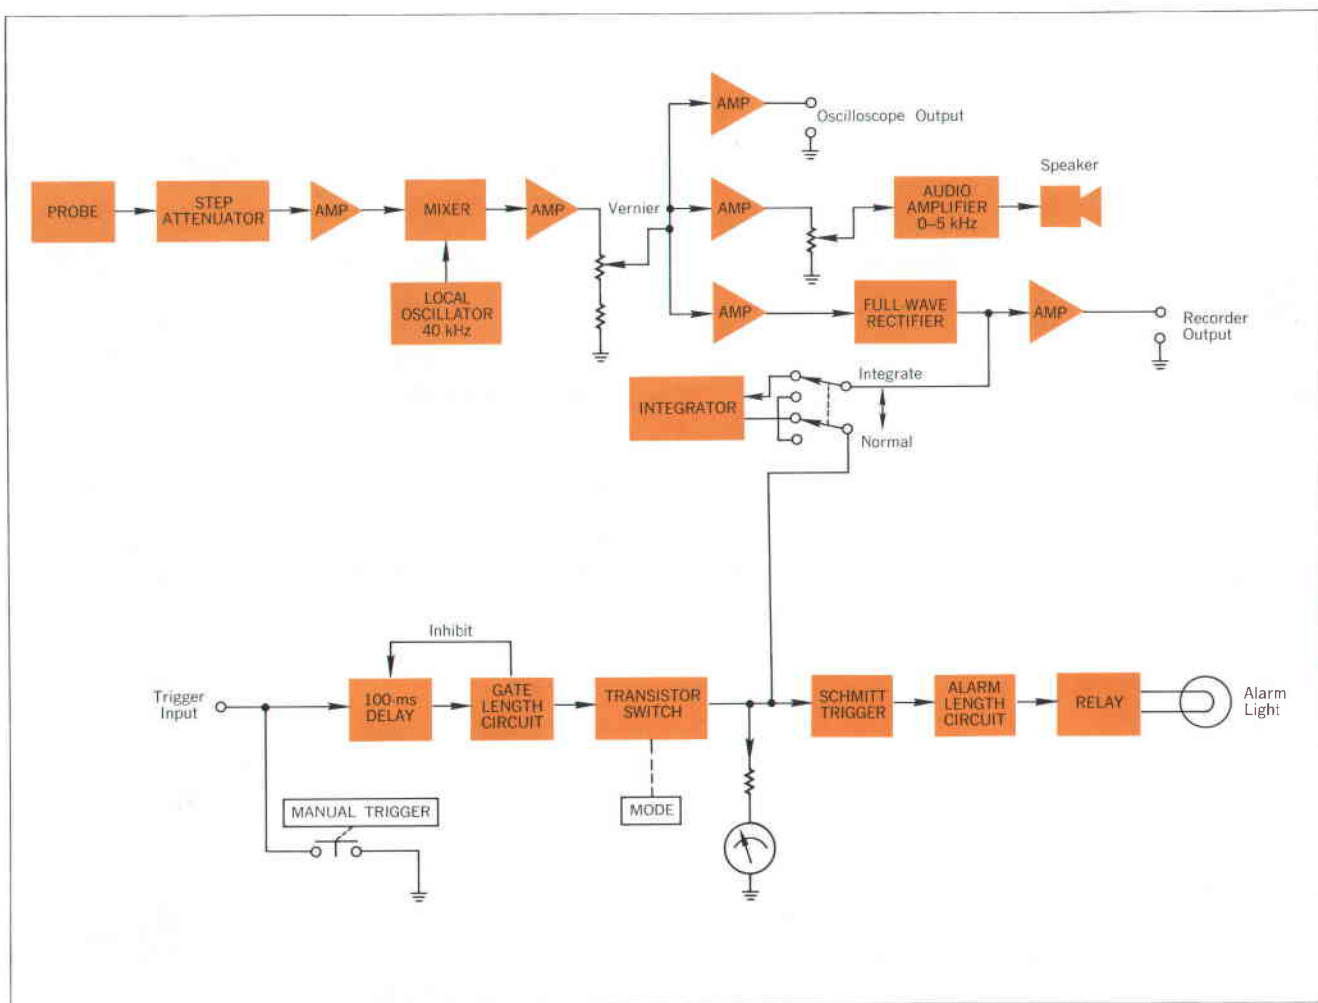 AMP
Oscilloscope Output
Speaker
PROBE
STEP
ATTENUATOR
AMP
MIXER
AMP
Vernier
AMP
AUDIO
AMPLIFIER
0–5 kHz
LOCAL
OSCILLATOR
40 kHz
AMP
FULL-WAVE
RECTIFIER
AMP
Recorder
Output
INTEGRATOR
Integrate
Normal
Inhibit
Trigger
Input
100-ms
DELAY
GATE
LENGTH
CIRCUIT
TRANSISTOR
SWITCH
SCHMITT
TRIGGER
ALARM
LENGTH
CIRCUIT
RELAY
Alarm
Light
MANUAL TRIGGER
MODE